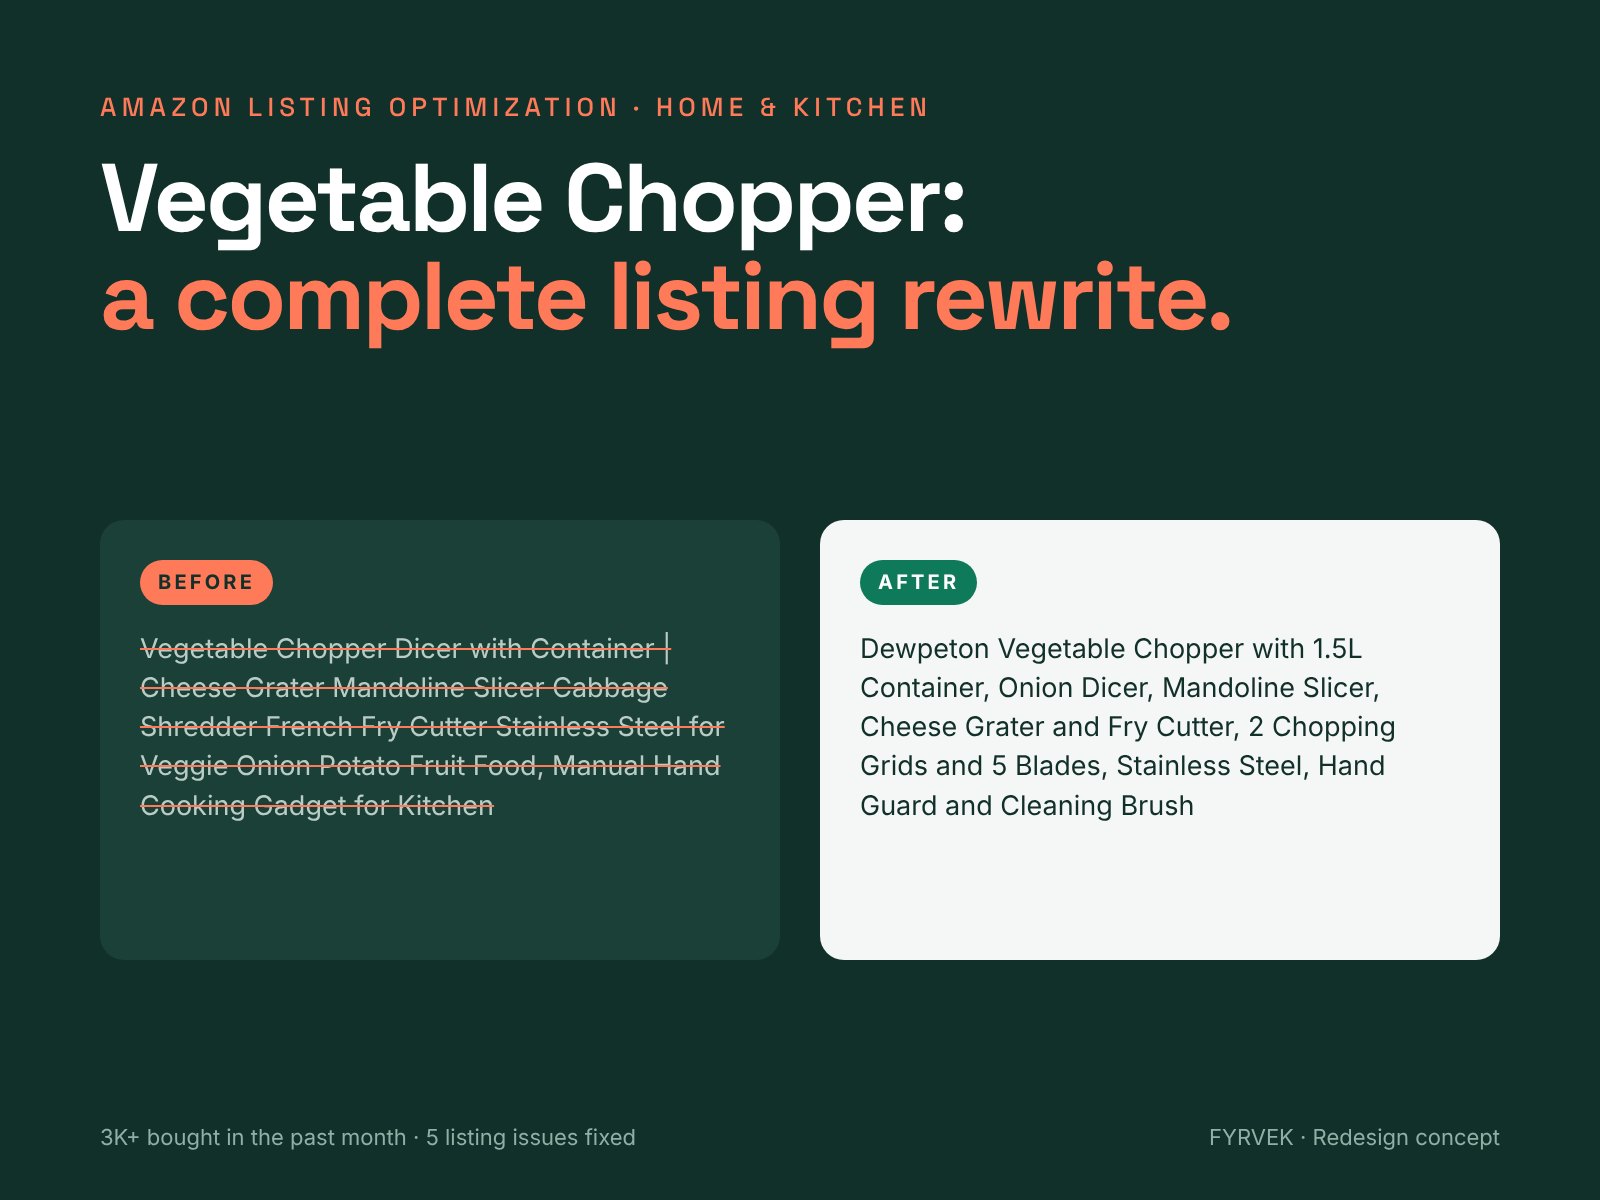 AMAZON LISTING OPTIMIZATION · HOME & KITCHEN
Vegetable Chopper:
a complete listing rewrite.
BEFORE
Vegetable Chopper Dicer with Container |
Cheese Grater Mandoline Slicer Cabbage
Shredder French Fry Cutter Stainless Steel for
Veggie Onion Potato Fruit Food, Manual Hand
Cooking Gadget for Kitchen
AFTER
Dewpeton Vegetable Chopper with 1.5L
Container, Onion Dicer, Mandoline Slicer,
Cheese Grater and Fry Cutter, 2 Chopping
Grids and 5 Blades, Stainless Steel, Hand
Guard and Cleaning Brush
3K+ bought in the past month · 5 listing issues fixed
FYRVEK · Redesign concept